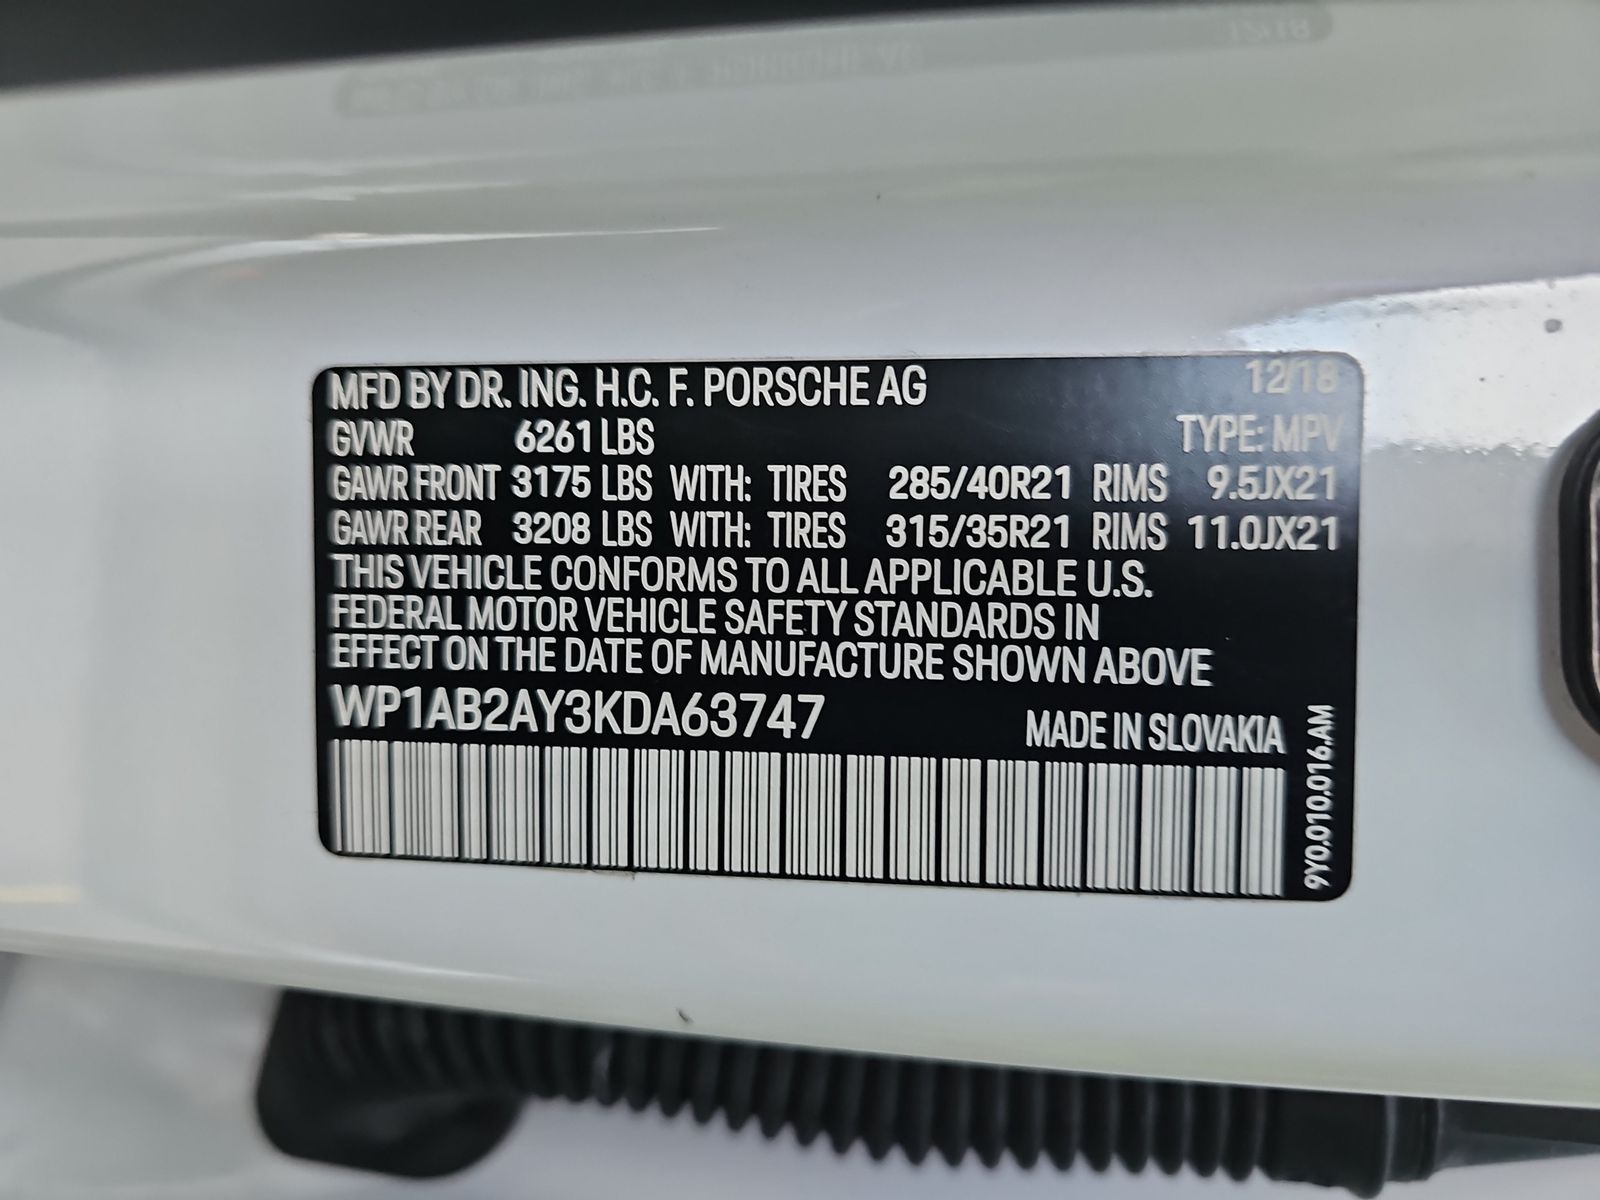 MFD BY DR. ING. H.C. F. PORSCHE AG 12/18
GVWR 6261 LBS TYPE: MPV
GAWR FRONT 3175 LBS WITH: TIRES 285/40R21 RIMS 9.5JX21
GAWR REAR 3208 LBS WITH: TIRES 315/35R21 RIMS 11.0JX21
THIS VEHICLE CONFORMS TO ALL APPLICABLE U.S.
FEDERAL MOTOR VEHICLE SAFETY STANDARDS IN
EFFECT ON THE DATE OF MANUFACTURE SHOWN ABOVE
WP1AB2AY3KDA63747
MADE IN SLOVAKIA
9Y0.010.016.AM